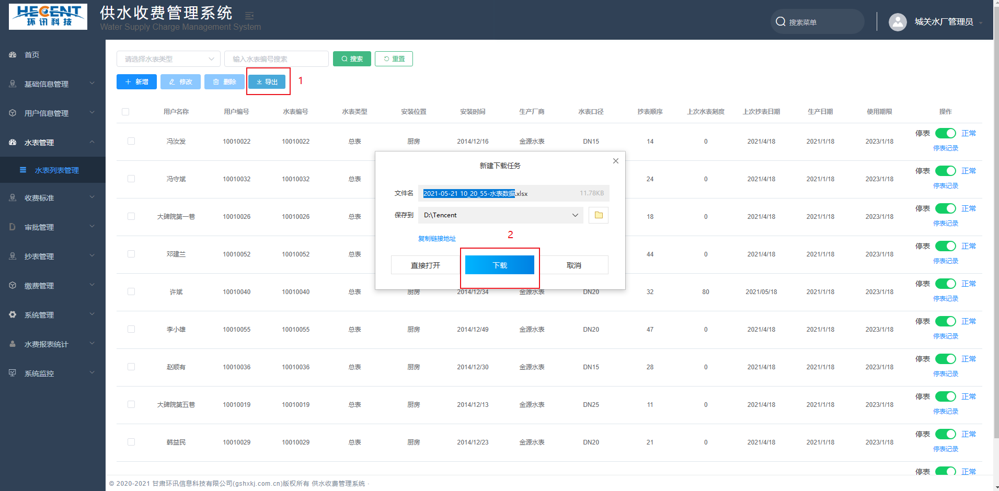 HECENT
环讯科技
供水收费管理系统
Water Supply Charge Management System
搜索菜单
城关水厂管理员
首页
基础信息管理
用户信息管理
水表管理
水表列表管理
收费标准
审批管理
抄表管理
缴费管理
系统管理
水费报表统计
系统监控
请选择水表类型 输入水表编号搜索 搜索 重置
新增 修改 删除 导出 1
用户名称 用户编号 水表编号 水表类型 安装位置 安装时间 生产厂商 水表口径 抄表顺序 上次水表刻度 上次抄表日期 生产日期 使用期限 操作
冯汝发 10010022 10010022 总表 厨房 2014/12/16 金源水表 DN15 14 0 2021/4/18 2021/1/18 2023/1/18 停表 正常
停表记录
冯守斌 10010032 10010032 总表 24 0 2021/4/18 2021/1/18 2023/1/18 停表 正常
停表记录
大碑院第一巷 10010026 10010026 总表 18 0 2021/4/18 2021/1/18 2023/1/18 停表 正常
停表记录
邓建兰 10010052 10010052 总表 44 0 2021/4/18 2021/1/18 2023/1/18 停表 正常
停表记录
许斌 10010040 10010040 总表 厨房 2014/12/34 金源水表 DN20 32 80 2021/05/18 2021/1/18 2023/1/18 停表 正常
停表记录
李小雄 10010055 10010055 总表 厨房 2014/12/49 金源水表 DN20 47 0 2021/4/18 2021/1/18 2023/1/18 停表 正常
停表记录
赵顺有 10010036 10010036 总表 厨房 2014/12/30 金源水表 DN15 28 0 2021/4/18 2021/1/18 2023/1/18 停表 正常
停表记录
大碑院第五巷 10010019 10010019 总表 厨房 2014/12/13 金源水表 DN25 11 0 2021/4/18 2021/1/18 2023/1/18 停表 正常
停表记录
韩益民 10010029 10010029 总表 厨房 2014/12/23 金源水表 DN20 21 0 2021/4/18 2021/1/18 2023/1/18 停表 正常
停表记录
停表 正常
新建下载任务
文件名 2021-05-21 10_20_55-水表数据.xlsx 11.78KB
保存到 D:\Tencent
复制链接地址
2
直接打开 下载 取消
© 2020-2021 甘肃环讯信息科技有限公司(gshxkj.com.cn)版权所有 供水收费管理系统 ·